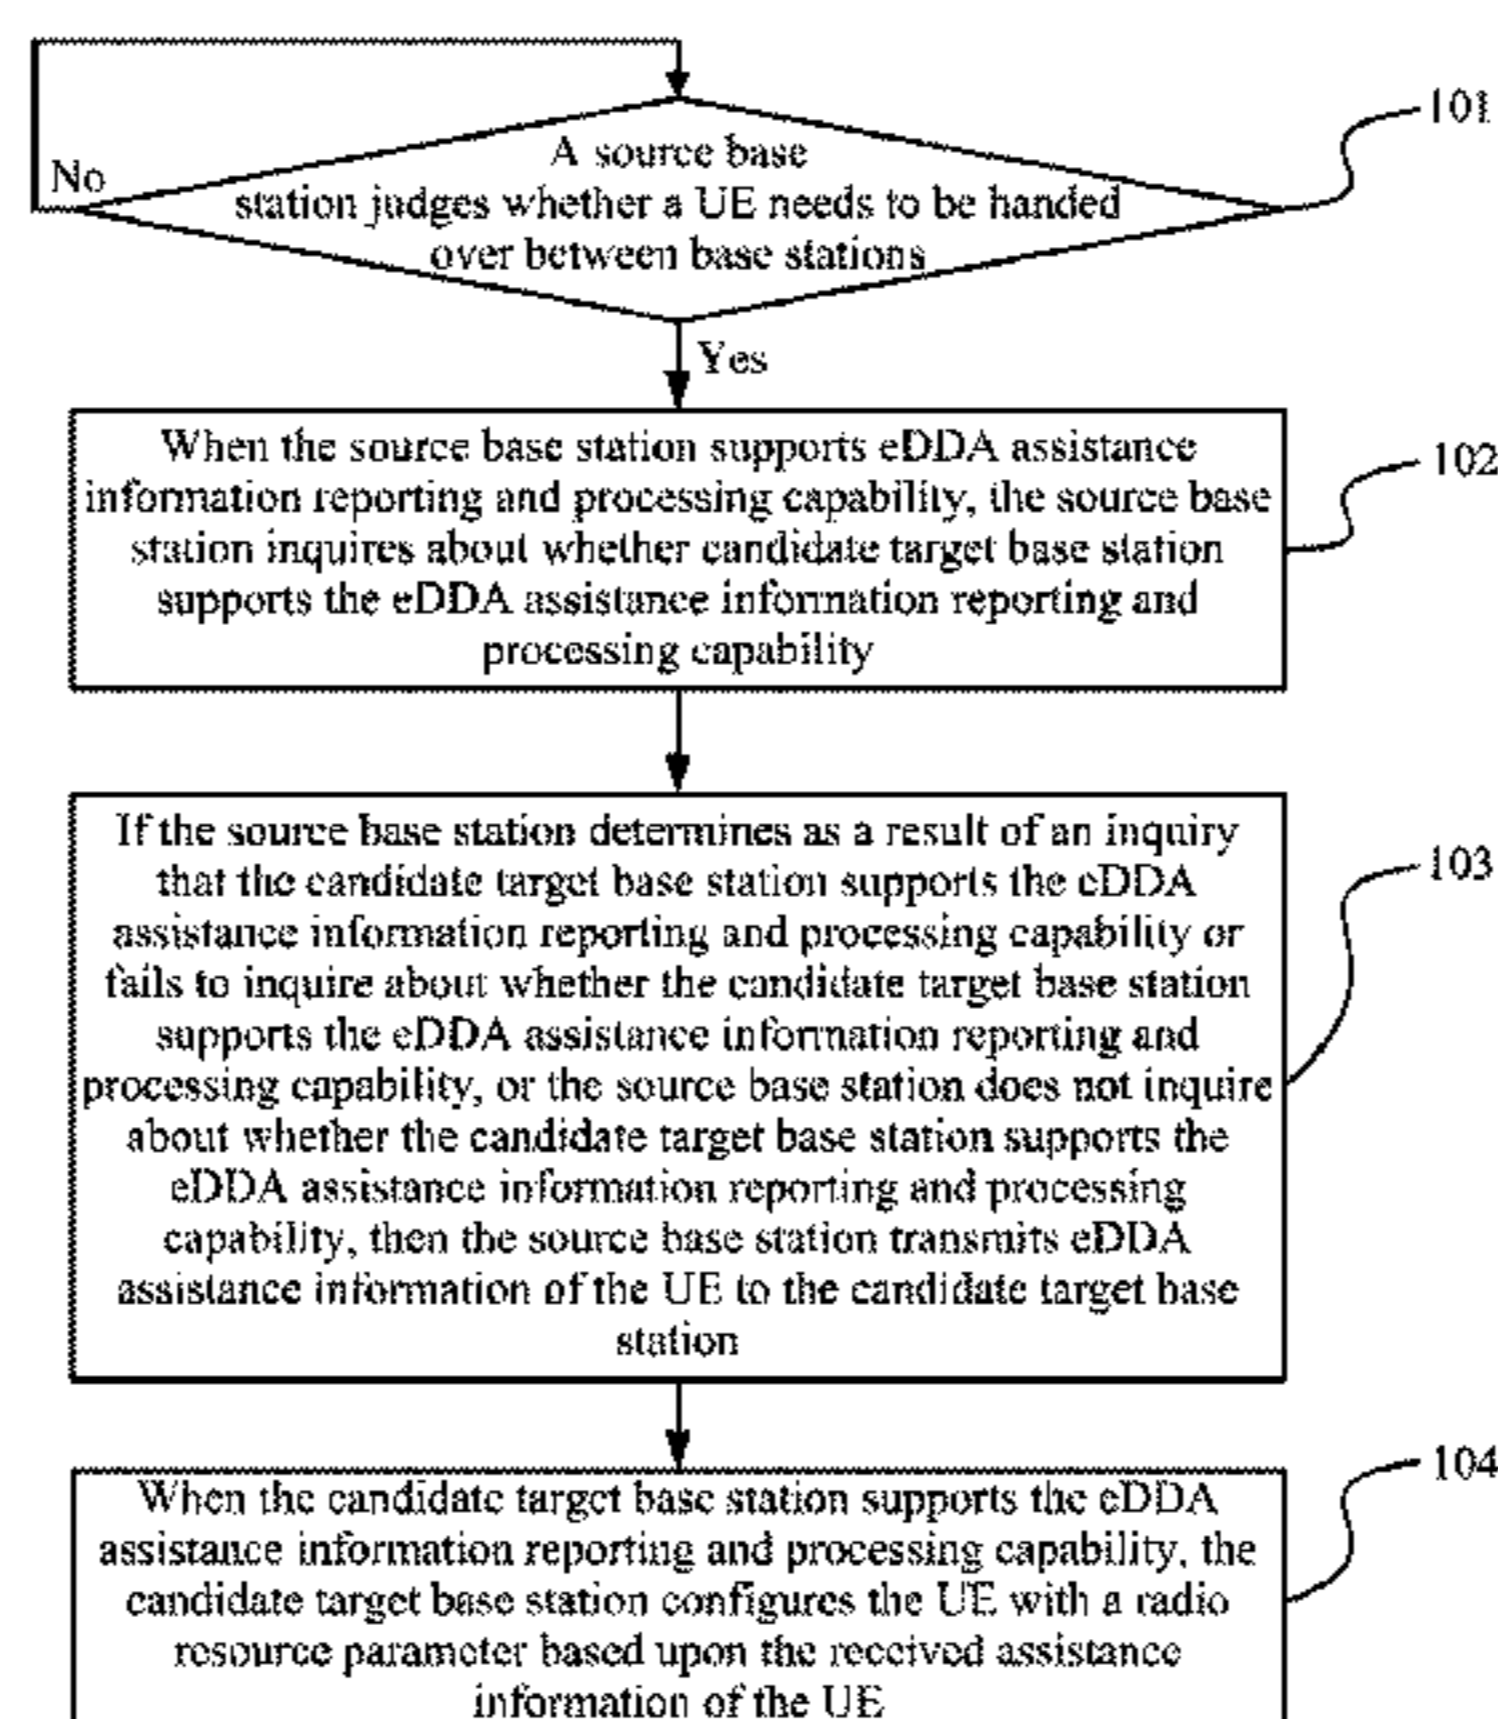 101
A source base
No
station judges whether a UE needs to be handed
over between base stations
Yes
When the source base station supports eDDA assistance
102
information reporting and processing capability, the source base
station inquires about whether candidate target base station
supports the eDDA assistance information reporting and
processing capability
If the source base station determines as a result of an inquiry
103
that the candidate target base station supports the eDDA
assistance information reporting and processing capability or
fails to inquire about whether the candidate target base station
supports the eDDA assistance information reporting and
processing capability, or the source base station does not inquire
about whether the candidate target base station supports the
eDDA assistance information reporting and processing
capability, then the source base station transmits eDDA
assistance information of the UE to the candidate target base
station
104
When the candidate target base station supports the eDDA
assistance information reporting and processing capability, the
candidate target base station configures the UE with a radio
resource parameter based upon the received assistance
information of the UE